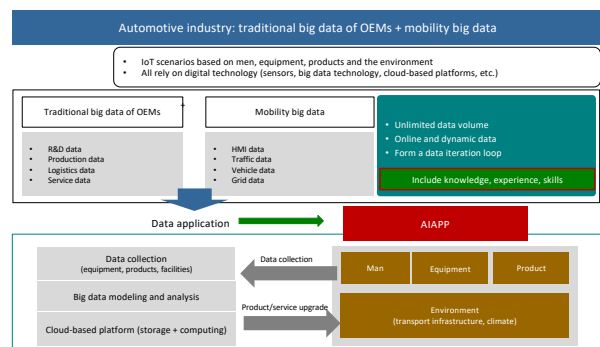 Automotive industry: traditional big data of OEMs + mobility big data
• IoT scenarios based on men, equipment, products and the environment
• All rely on digital technology (sensors, big data technology, cloud-based platforms, etc.)
Traditional big data of OEMs
Mobility big data
• R&D data
• Production data
• Logistics data
• Service data
• HMI data
• Traffic data
• Vehicle data
• Grid data
• Unlimited data volume
• Online and dynamic data
• Form a data iteration loop
Include knowledge, experience, skills
Data application
AIAPP
Data collection
(equipment, products, facilities)
Big data modeling and analysis
Cloud-based platform (storage + computing)
Data collection
Product/service upgrade
Man
Equipment
Product
Environment
(transport infrastructure, climate)